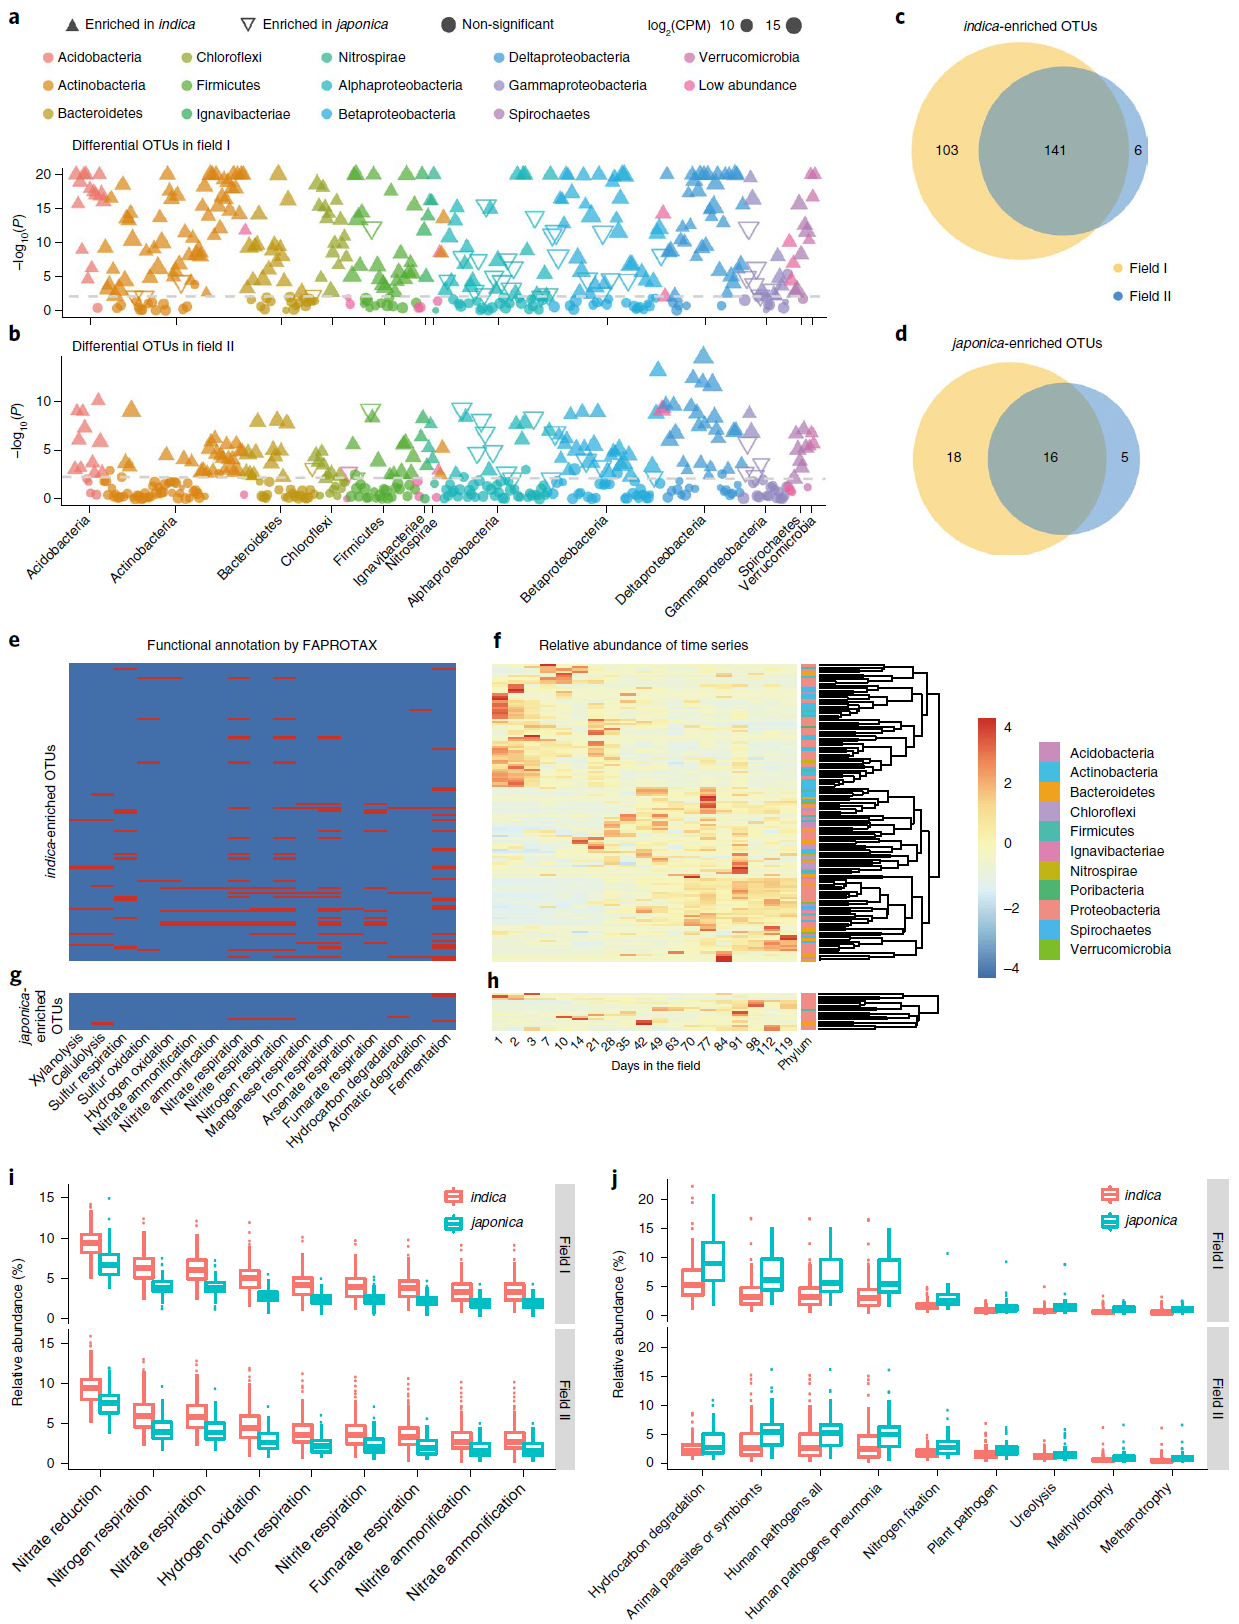 a
Enriched in indica
Enriched in japonica
Non-significant
log2(CPM) 10 15
Acidobacteria
Chloroflexi
Nitrospirae
Deltaproteobacteria
Verrucomicrobia
Actinobacteria
Firmicutes
Alphaproteobacteria
Gammaproteobacteria
Low abundance
Bacteroidetes
Ignavibacteriae
Betaproteobacteria
Spirochaetes
Differential OTUs in field I
20
15
10
5
0
−log10(P)
b
Differential OTUs in field II
10
5
0
−log10(P)
Acidobacteria
Actinobacteria
Bacteroidetes
Chloroflexi
Firmicutes
Ignavibacteriae
Nitrospirae
Alphaproteobacteria
Betaproteobacteria
Deltaproteobacteria
Gammaproteobacteria
Spirochaetes
Verrucomicrobia
c
indica-enriched OTUs
103
141
6
Field I
Field II
d
japonica-enriched OTUs
18
16
5
e
Functional annotation by FAPROTAX
indica-enriched OTUs
f
Relative abundance of time series
4
2
0
−2
−4
Acidobacteria
Actinobacteria
Bacteroidetes
Chloroflexi
Firmicutes
Ignavibacteriae
Nitrospirae
Poribacteria
Proteobacteria
Spirochaetes
Verrucomicrobia
g
japonica-
enriched
OTUs
Xylanolysis
Cellulolysis
Sulfur respiration
Sulfur oxidation
Hydrogen oxidation
Nitrate ammonification
Nitrite ammonification
Nitrate respiration
Nitrite respiration
Nitrogen respiration
Manganese respiration
Iron respiration
Arsenate respiration
Fumarate respiration
Hydrocarbon degradation
Aromatic degradation
Fermentation
h
1 2 3 7 10 14 21 28 35 42 49 63 70 77 84 91 98 112 119 Phylum
Days in the field
i
indica
japonica
15
10
5
0
Field I
15
10
5
0
Field II
Relative abundance (%)
Nitrate reduction
Nitrogen respiration
Nitrate respiration
Hydrogen oxidation
Iron respiration
Nitrite respiration
Fumarate respiration
Nitrite ammonification
Nitrate ammonification
j
indica
japonica
20
15
10
5
0
Field I
20
15
10
5
0
Field II
Relative abundance (%)
Hydrocarbon degradation
Animal parasites or symbionts
Human pathogens all
Human pathogens pneumonia
Nitrogen fixation
Plant pathogen
Ureolysis
Methylotrophy
Methanotrophy